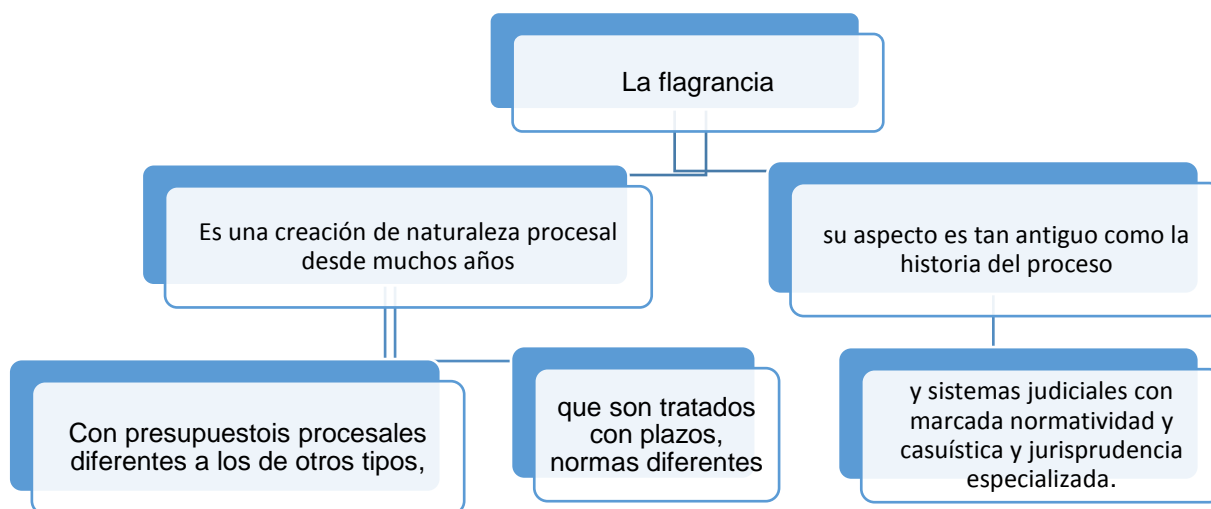 La flagrancia
Es una creación de naturaleza procesal
desde muchos años
su aspecto es tan antiguo como la
historia del proceso
Con presupuestois procesales
diferentes a los de otros tipos,
que son tratados
con plazos,
normas diferentes
y sistemas judiciales con
marcada normatividad y
casuística y jurisprudencia
especializada.